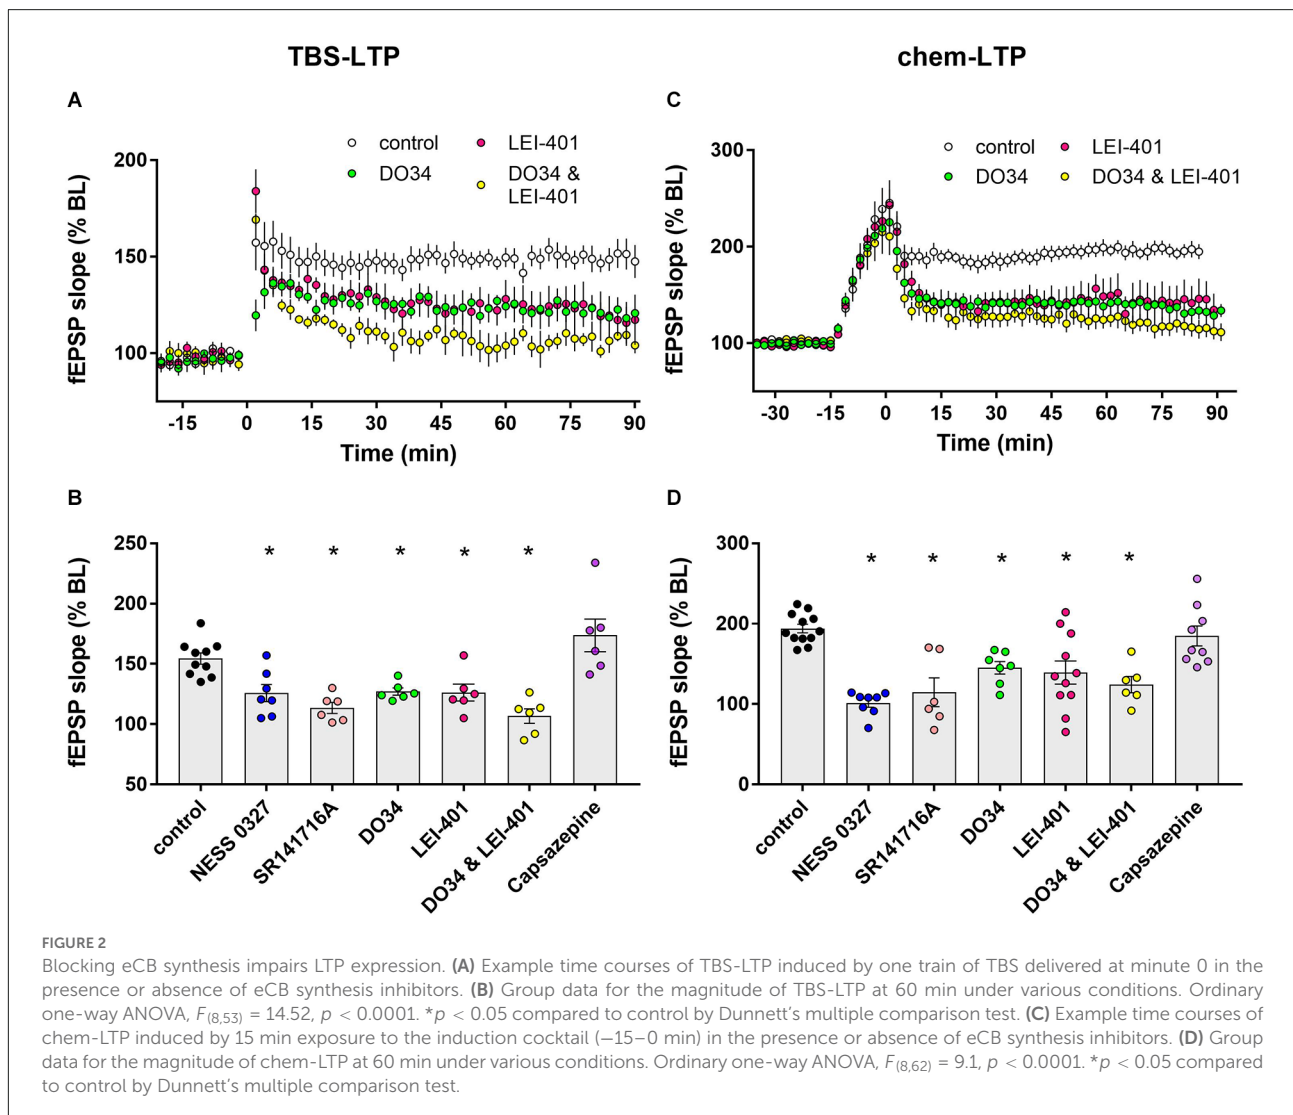 TBS-LTP
chem-LTP
A
control
LEI-401
DO34
DO34 &
LEI-401
200
150
100
fEPSP slope (% BL)
-15 0 15 30 45 60 75 90
Time (min)
C
control
LEI-401
DO34
DO34 & LEI-401
300
200
100
fEPSP slope (% BL)
-30 -15 0 15 30 45 60 75 90
Time (min)
B
* * * * *
250
200
150
100
50
fEPSP slope (% BL)
control
NESS 0327
SR141716A
DO34
LEI-401
DO34 & LEI-401
Capsazepine
D
* * * * *
300
200
100
0
fEPSP slope (% BL)
control
NESS 0327
SR141716A
DO34
LEI-401
DO34 & LEI-401
Capsazepine
FIGURE 2
Blocking eCB synthesis impairs LTP expression. (A) Example time courses of TBS-LTP induced by one train of TBS delivered at minute 0 in the
presence or absence of eCB synthesis inhibitors. (B) Group data for the magnitude of TBS-LTP at 60 min under various conditions. Ordinary
one-way ANOVA, F(8,53) = 14.52, p < 0.0001. *p < 0.05 compared to control by Dunnett’s multiple comparison test. (C) Example time courses of
chem-LTP induced by 15 min exposure to the induction cocktail (−15–0 min) in the presence or absence of eCB synthesis inhibitors. (D) Group
data for the magnitude of chem-LTP at 60 min under various conditions. Ordinary one-way ANOVA, F(8,62) = 9.1, p < 0.0001. *p < 0.05 compared
to control by Dunnett’s multiple comparison test.